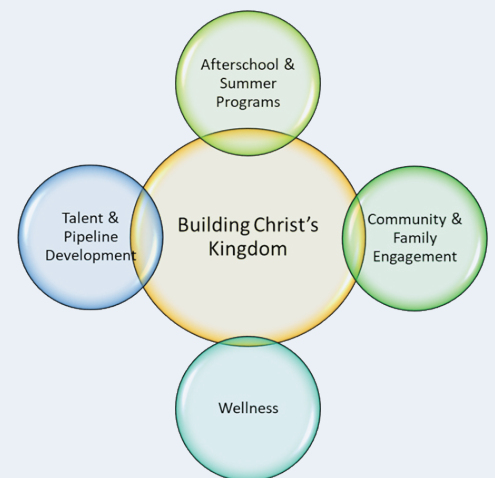 Afterschool &
Summer
Programs
Talent &
Pipeline
Development
Building Christ's
Kingdom
Community &
Family
Engagement
Wellness